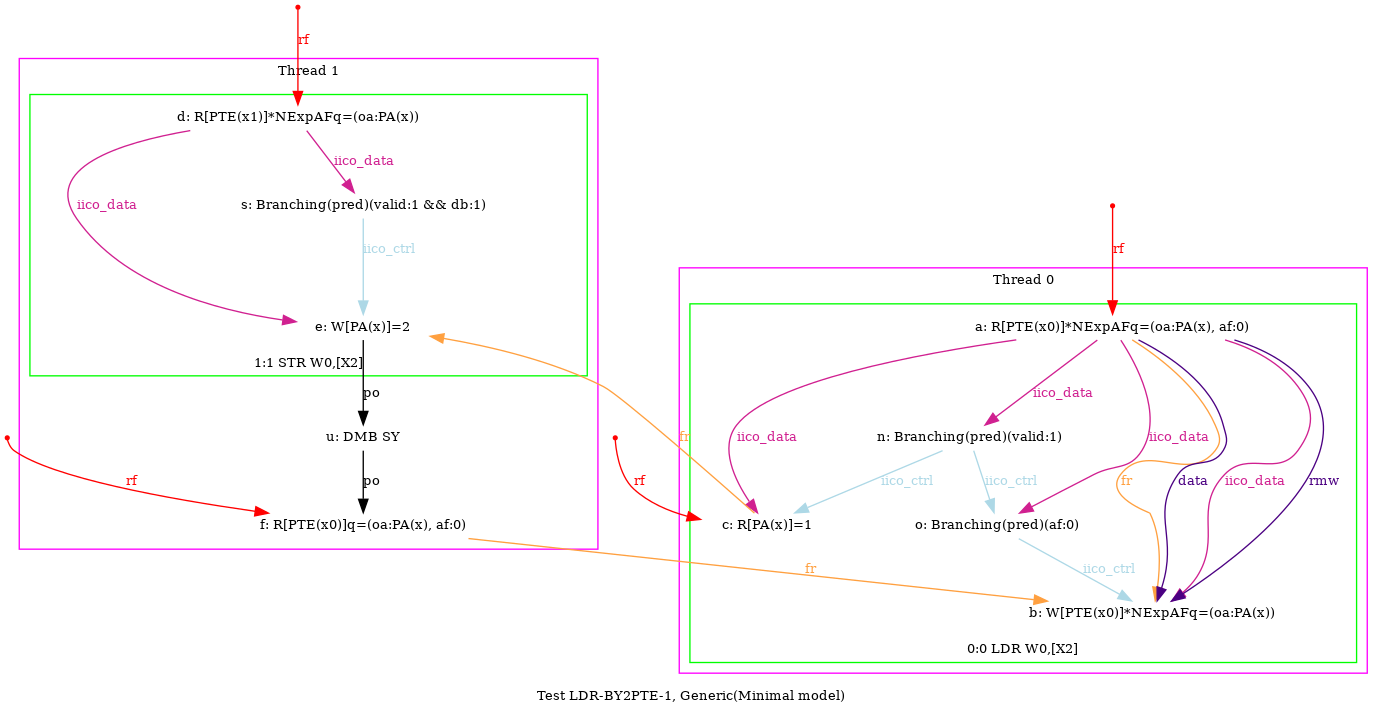 rf
Thread 1
d: R[PTE(x1)]*NExpAFq=(oa:PA(x))
iico_data
iico_data
s: Branching(pred)(valid:1 && db:1)
iico_ctrl
e: W[PA(x)]=2
1:1 STR W0,[X2]
po
u: DMB SY
po
rf
f: R[PTE(x0)]q=(oa:PA(x), af:0)
fr
fr
rf
rf
Thread 0
a: R[PTE(x0)]*NExpAFq=(oa:PA(x), af:0)
iico_data
iico_data
n: Branching(pred)(valid:1)
iico_data
iico_ctrl
iico_ctrl
fr
data
iico_data
rmw
c: R[PA(x)]=1
o: Branching(pred)(af:0)
iico_ctrl
b: W[PTE(x0)]*NExpAFq=(oa:PA(x))
0:0 LDR W0,[X2]
Test LDR-BY2PTE-1, Generic(Minimal model)